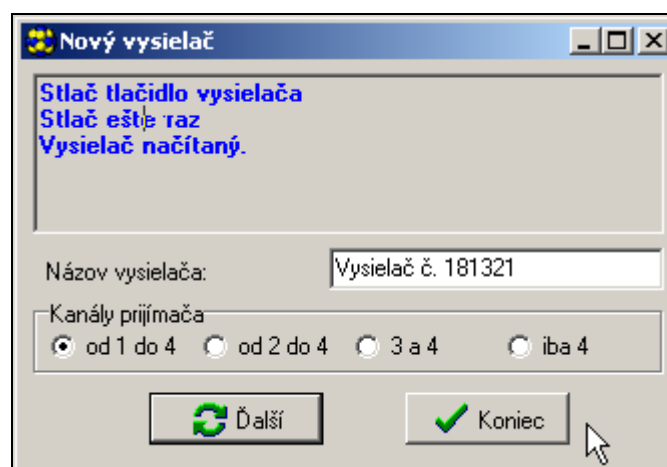 Nový vysielač
Stlač tlačidlo vysielača
Stlač ešte raz
Vysielač načítaný.
Názov vysielača: Vysielač č. 181321
Kanály prijímača
od 1 do 4 od 2 do 4 3 a 4 iba 4
Ďalší Koniec